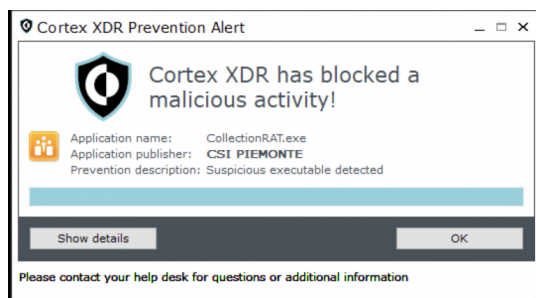 Cortex XDR Prevention Alert
Cortex XDR has blocked a
malicious activity!
Application name: CollectionRAT.exe
Application publisher: CSI PIEMONTE
Prevention description: Suspicious executable detected
Show details OK
Please contact your help desk for questions or additional information